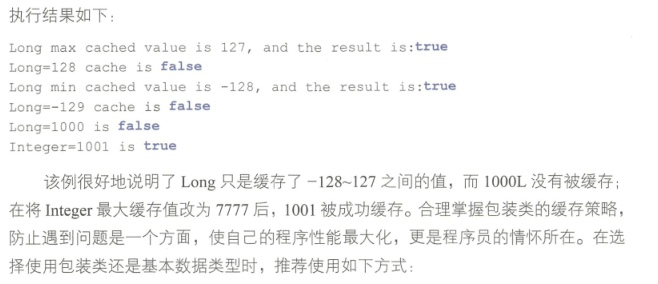 执行结果如下：
Long max cached value is 127, and the result is:true
Long=128 cache is false
Long min cached value is -128, and the result is:true
Long=-129 cache is false
Long=1000 is false
Integer=1001 is true
该例很好地说明了 Long 只是缓存了 −128~127 之间的值，而 1000L 没有被缓存；
在将 Integer 最大缓存值改为 7777 后，1001 被成功缓存。合理掌握包装类的缓存策略，
防止遇到问题是一个方面，使自己的程序性能最大化，更是程序员的情怀所在。在选
择使用包装类还是基本数据类型时，推荐使用如下方式：